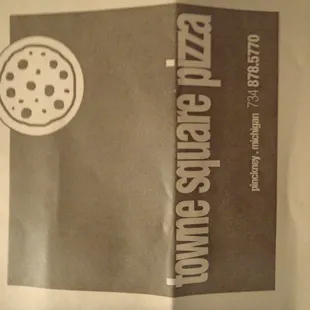 towne square pizza
pinckney . michigan 734 878.5770